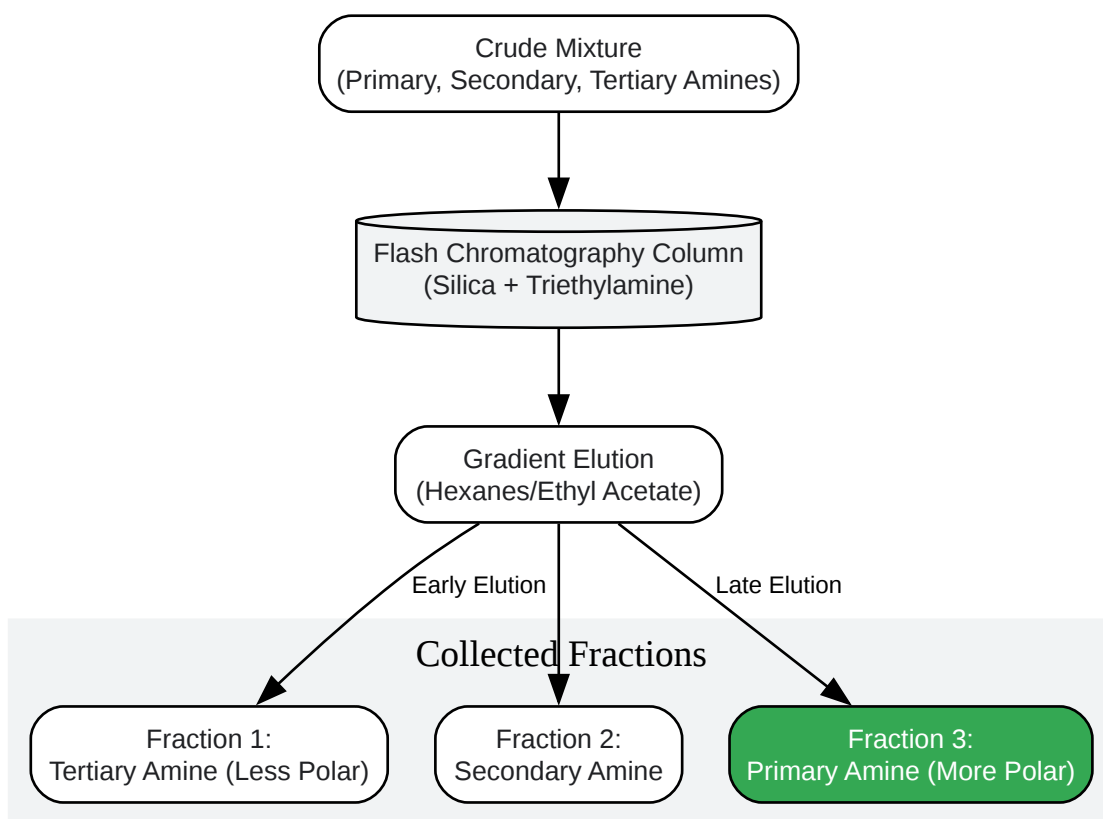 Crude Mixture
(Primary, Secondary, Tertiary Amines)
Flash Chromatography Column
(Silica + Triethylamine)
Gradient Elution
(Hexanes/Ethyl Acetate)
Early Elution
Late Elution
Collected Fractions
Fraction 1:
Tertiary Amine (Less Polar)
Fraction 2:
Secondary Amine
Fraction 3:
Primary Amine (More Polar)